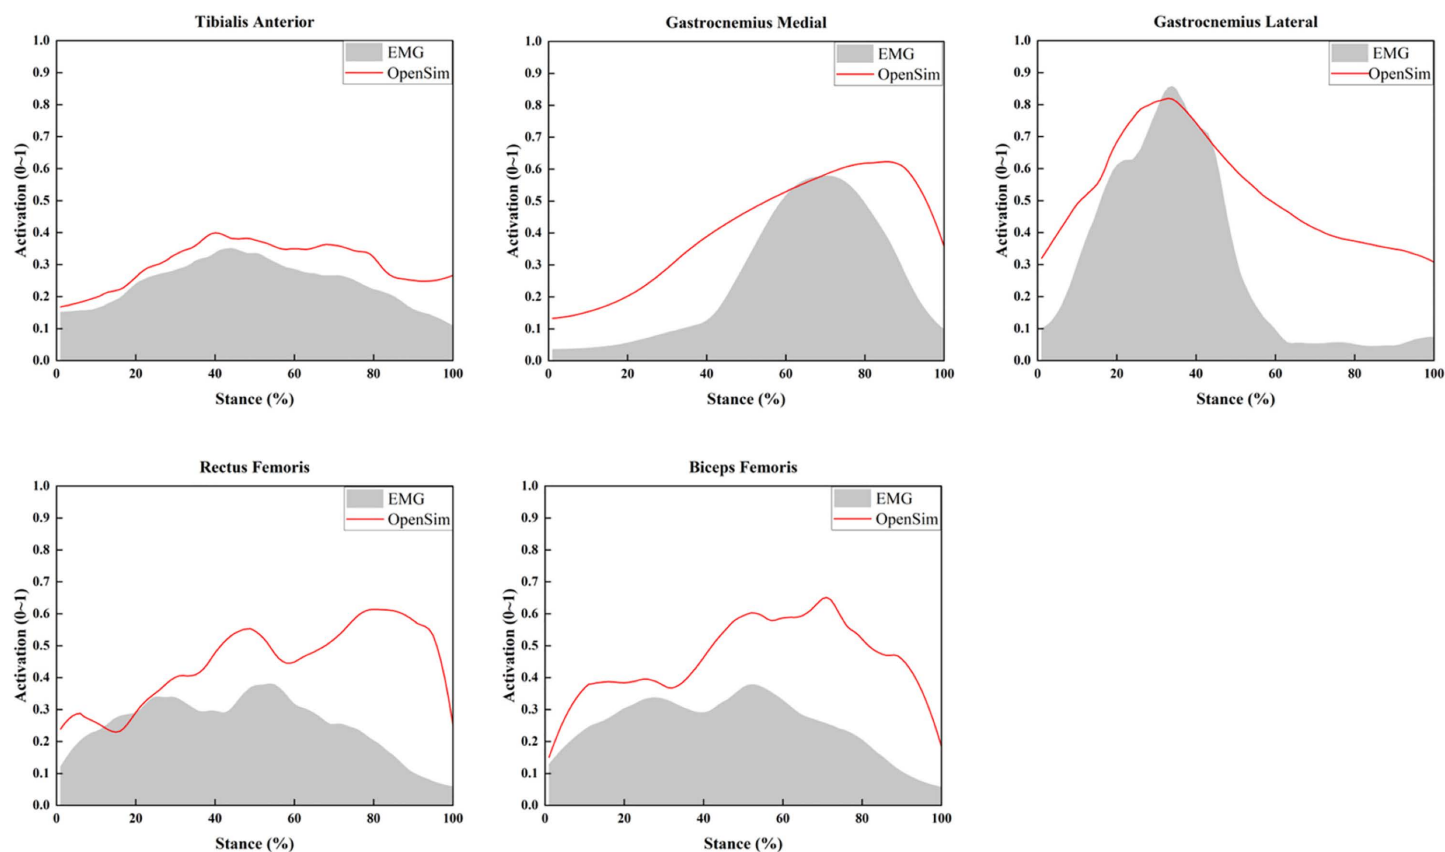 Tibialis Anterior
1.0
0.9
0.8
0.7
0.6
0.5
0.4
0.3
0.2
0.1
0.0
Activation (0~1)
EMG
OpenSim
0 20 40 60 80 100
Stance (%)
Gastrocnemius Medial
1.0
0.9
0.8
0.7
0.6
0.5
0.4
0.3
0.2
0.1
0.0
Activation (0~1)
EMG
OpenSim
0 20 40 60 80 100
Stance (%)
Gastrocnemius Lateral
1.0
0.9
0.8
0.7
0.6
0.5
0.4
0.3
0.2
0.1
0.0
Activation (0~1)
EMG
OpenSim
0 20 40 60 80 100
Stance (%)
Rectus Femoris
1.0
0.9
0.8
0.7
0.6
0.5
0.4
0.3
0.2
0.1
0.0
Activation (0~1)
EMG
OpenSim
0 20 40 60 80 100
Stance (%)
Biceps Femoris
1.0
0.9
0.8
0.7
0.6
0.5
0.4
0.3
0.2
0.1
0.0
Activation (0~1)
EMG
OpenSim
0 20 40 60 80 100
Stance (%)